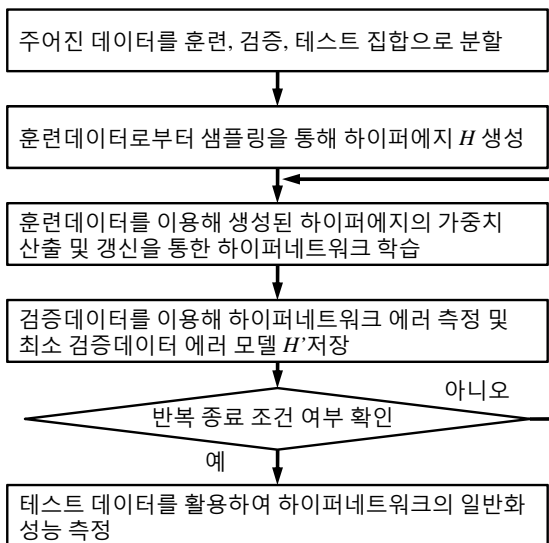 주어진 데이터를 훈련, 검증, 테스트 집합으로 분할
훈련데이터로부터 샘플링을 통해 하이퍼에지 H 생성
훈련데이터를 이용해 생성된 하이퍼에지의 가중치
산출 및 갱신을 통한 하이퍼네트워크 학습
검증데이터를 이용해 하이퍼네트워크 에러 측정 및
최소 검증데이터 에러 모델 H’저장
아니오
반복 종료 조건 여부 확인
예
테스트 데이터를 활용하여 하이퍼네트워크의 일반화
성능 측정